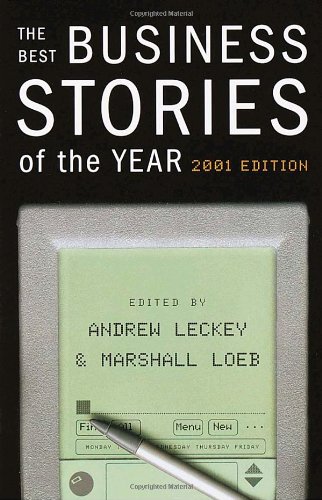 THE
BEST BUSINESS
STORIES
of the YEAR 2001 EDITION
EDITED BY
ANDREW LECKEY
& MARSHALL LOEB
Menu New ...
MONDAY THURSDAY FRIDAY